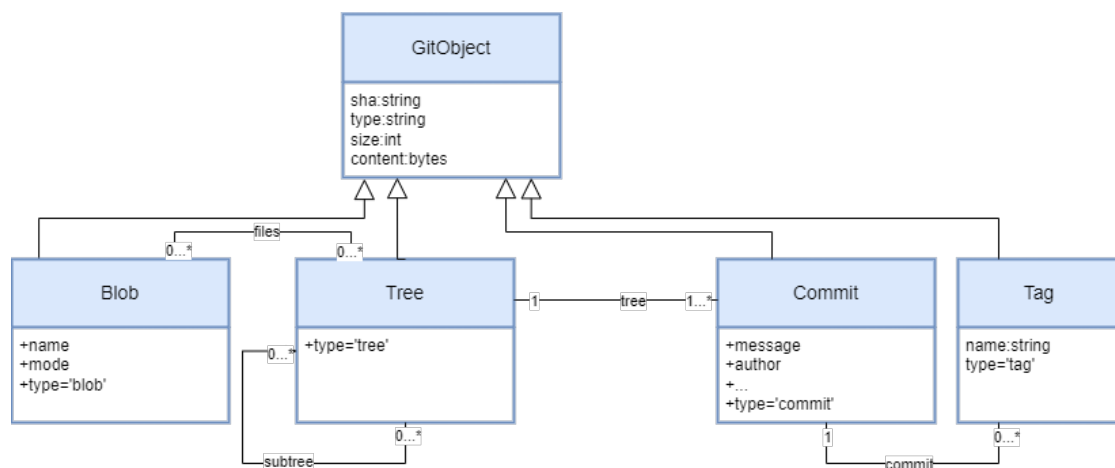 GitObject
sha:string
type:string
size:int
content:bytes
files
0...*
0...*
Blob
+name
+mode
+type='blob'
Tree
+type='tree'
0...*
0...*
subtree
1
tree
1...*
Commit
+message
+author
+...
+type='commit'
Tag
name:string
type='tag'
1
0...*
commit